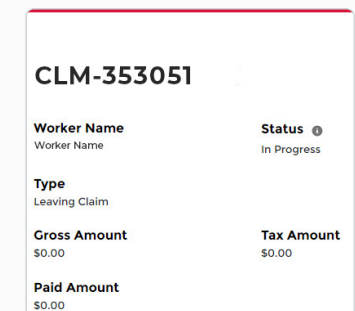 CLM-353051
Worker Name
Status
Worker Name
In Progress
Type
Leaving Claim
Gross Amount
Tax Amount
$0.00
$0.00
Paid Amount
$0.00